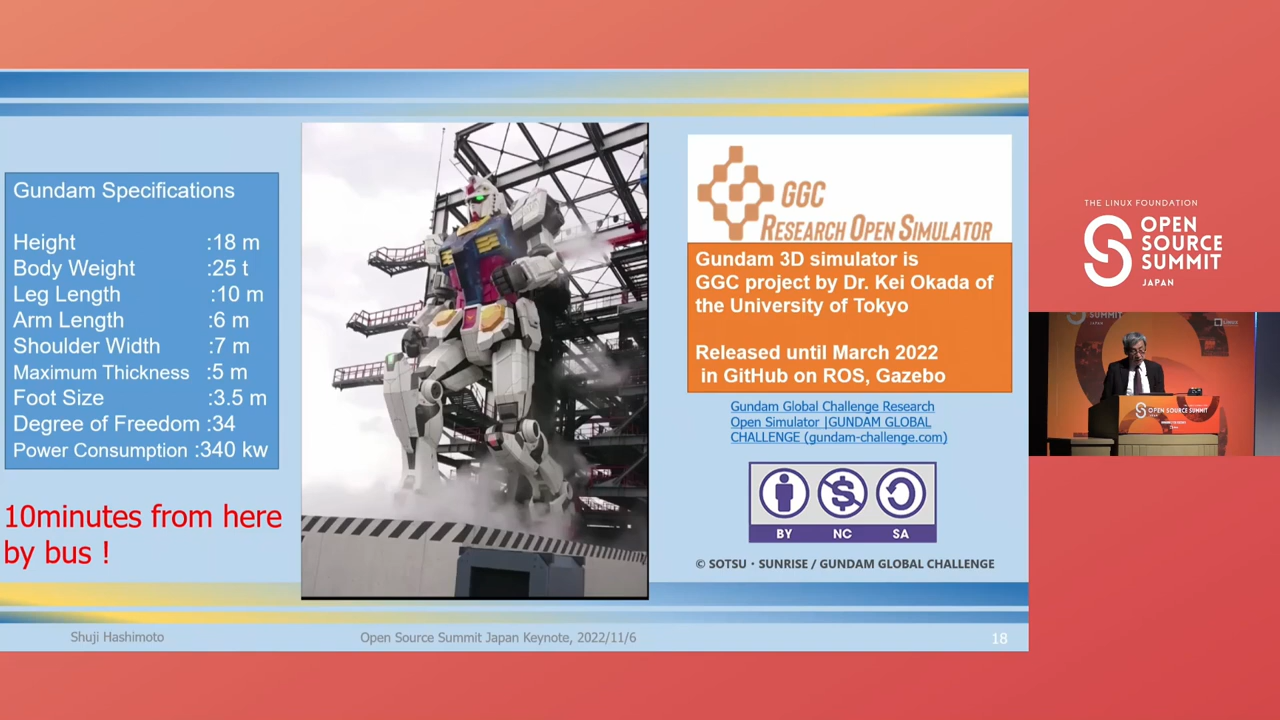 Gundam Specifications
Height :18 m
Body Weight :25 t
Leg Length :10 m
Arm Length :6 m
Shoulder Width :7 m
Maximum Thickness :5 m
Foot Size :3.5 m
Degree of Freedom :34
Power Consumption :340 kw
10minutes from here
by bus !
GGC
RESEARCH OPEN SIMULATOR
Gundam 3D simulator is
GGC project by Dr. Kei Okada of
the University of Tokyo
Released until March 2022
in GitHub on ROS, Gazebo
Gundam Global Challenge Research
Open Simulator |GUNDAM GLOBAL
CHALLENGE (gundam-challenge.com)
BY NC SA
© SOTSU・SUNRISE / GUNDAM GLOBAL CHALLENGE
Shuji Hashimoto
Open Source Summit Japan Keynote, 2022/11/6
18
THE LINUX FOUNDATION
OPEN
SOURCE
SUMMIT
JAPAN
SUMMIT
JAPAN
OPEN SOURCE SUMMIT